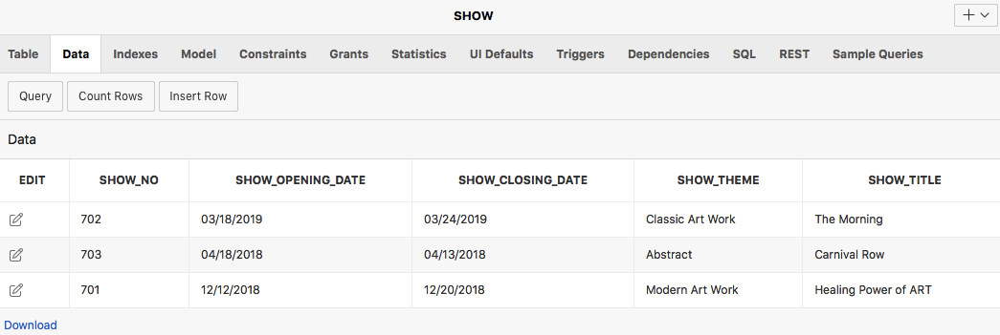 SHOW
Table Data Indexes Model Constraints Grants Statistics UI Defaults Triggers Dependencies SQL REST Sample Queries
Query Count Rows Insert Row
Data
EDIT SHOW_NO SHOW_OPENING_DATE SHOW_CLOSING_DATE SHOW_THEME SHOW_TITLE
702 03/18/2019 03/24/2019 Classic Art Work The Morning
703 04/18/2018 04/13/2018 Abstract Carnival Row
701 12/12/2018 12/20/2018 Modern Art Work Healing Power of ART
Download